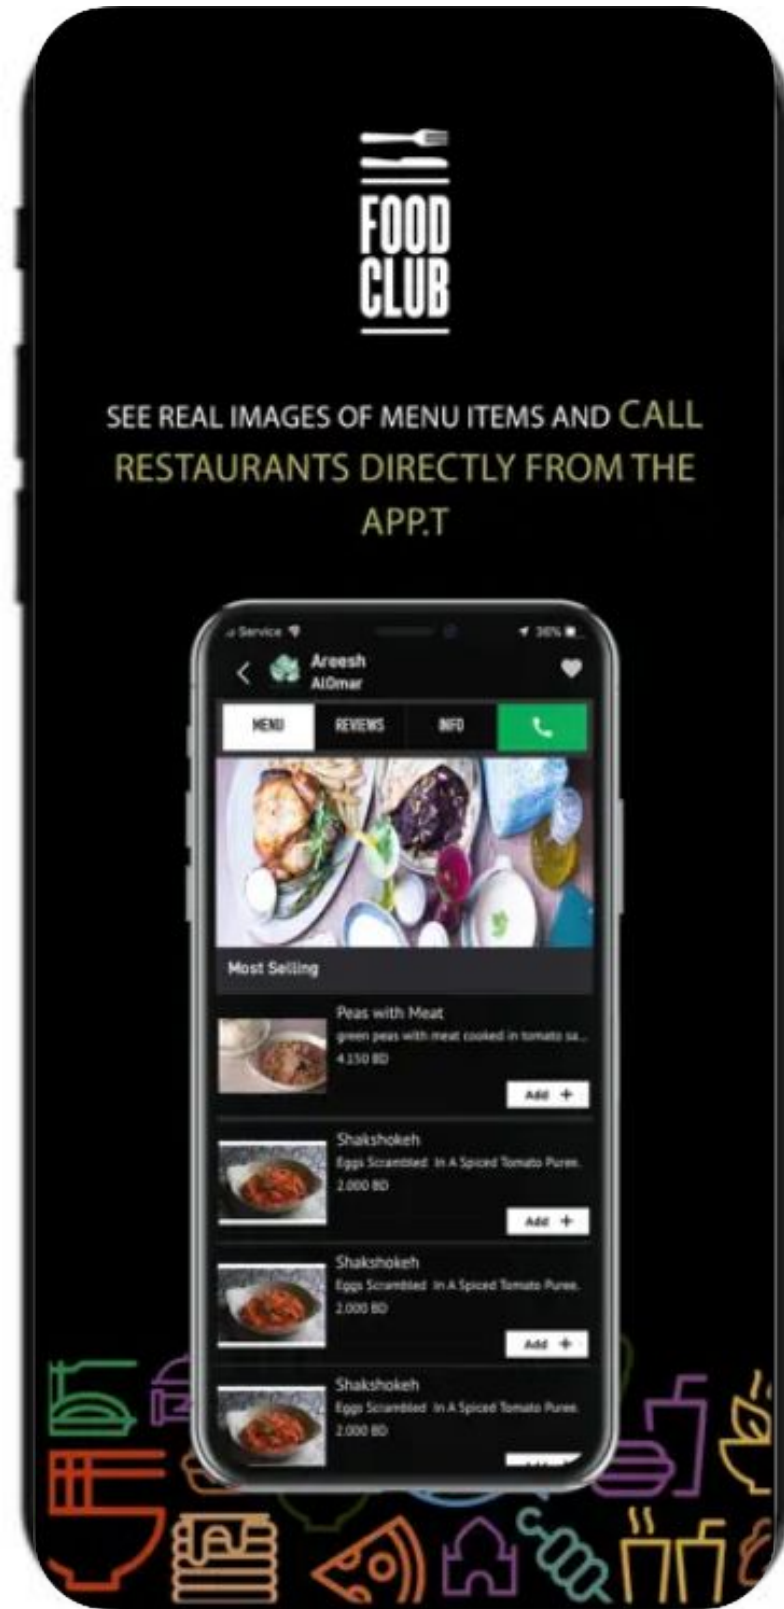 FOOD
CLUB
SEE REAL IMAGES OF MENU ITEMS AND CALL
RESTAURANTS DIRECTLY FROM THE
APP.T
Service 36%
Areesh
AlOmar
MENU REVIEWS INFO
Most Selling
Peas with Meat
green peas with meat cooked in tomato sa...
4.150 BD
Add +
Shakshokeh
Eggs Scrambled In A Spiced Tomato Puree.
2.000 BD
Add +
Shakshokeh
Eggs Scrambled In A Spiced Tomato Puree.
2.000 BD
Add +
Shakshokeh
Eggs Scrambled In A Spiced Tomato Puree.
2.000 BD